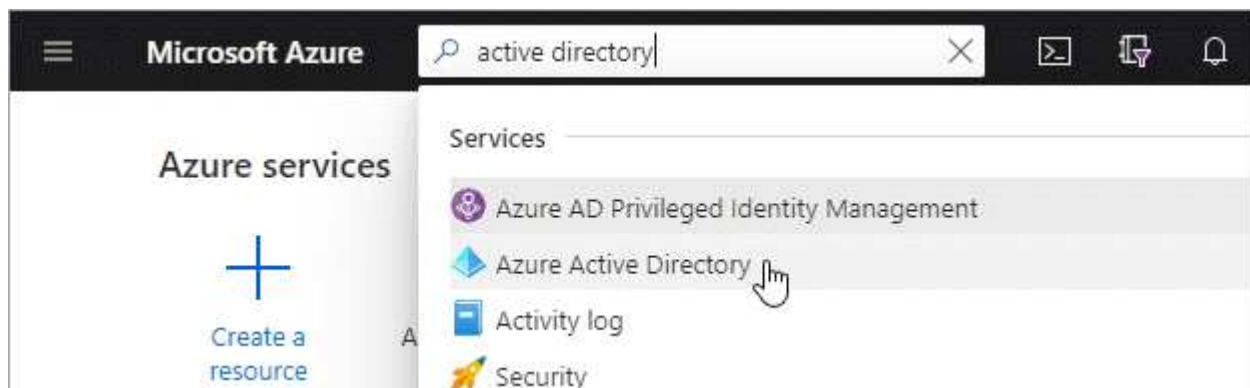 Microsoft Azure
active directory
Azure services
Services
Azure AD Privileged Identity Management
Azure Active Directory
Activity log
Security
Create a
resource
A